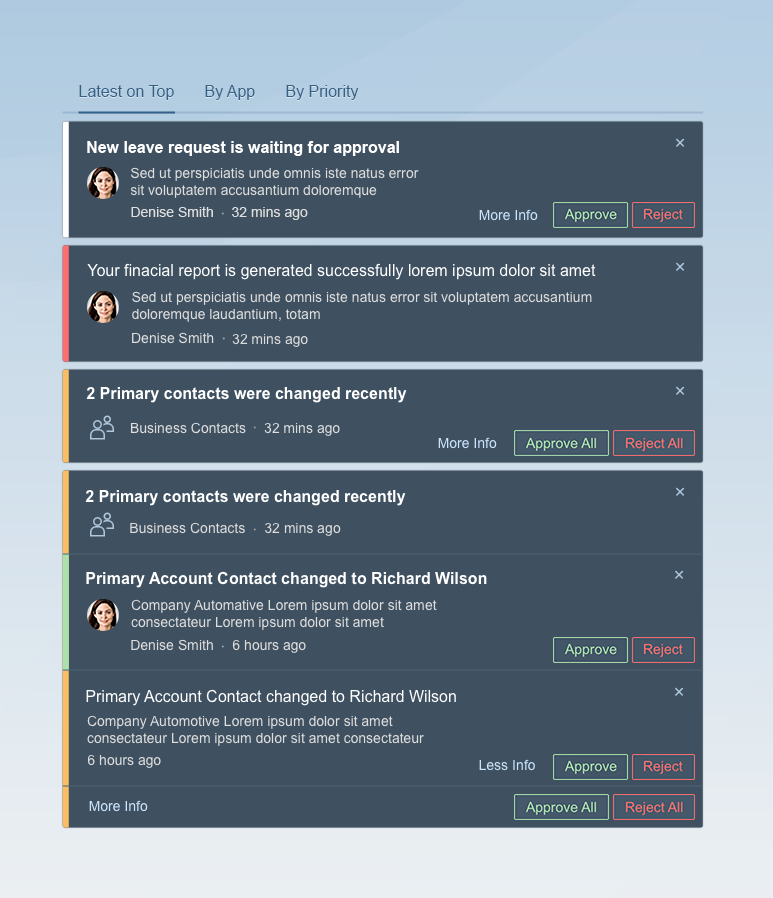 Latest on Top By App By Priority
New leave request is waiting for approval
Sed ut perspiciatis unde omnis iste natus error
sit voluptatem accusantium doloremque
Denise Smith · 32 mins ago
More Info Approve Reject
Your finacial report is generated successfully lorem ipsum dolor sit amet
Sed ut perspiciatis unde omnis iste natus error sit voluptatem accusantium
doloremque laudantium, totam
Denise Smith · 32 mins ago
2 Primary contacts were changed recently
Business Contacts · 32 mins ago
More Info Approve All Reject All
2 Primary contacts were changed recently
Business Contacts · 32 mins ago
Primary Account Contact changed to Richard Wilson
Company Automative Lorem ipsum dolor sit amet
consectateur Lorem ipsum dolor sit amet
Denise Smith · 6 hours ago
Approve Reject
Primary Account Contact changed to Richard Wilson
Company Automotive Lorem ipsum dolor sit amet
consectateur Lorem ipsum dolor sit amet consectateur
6 hours ago
Less Info Approve Reject
More Info Approve All Reject All